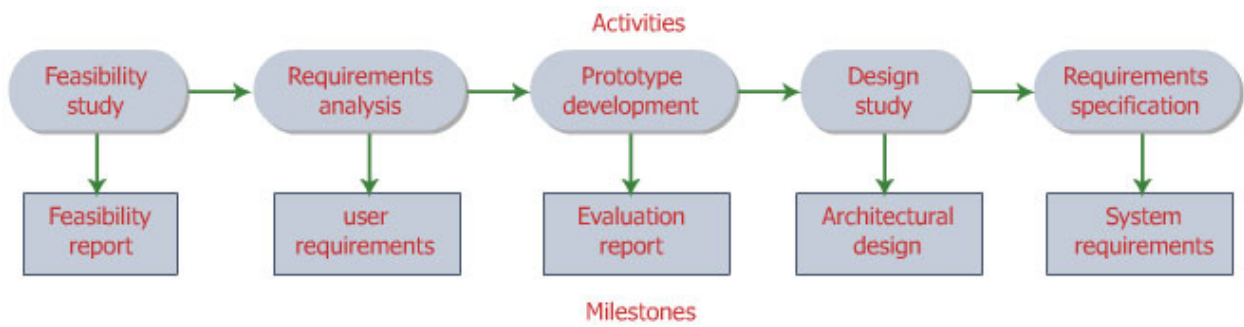 Activities
Feasibility
study
Requirements
analysis
Prototype
development
Design
study
Requirements
specification
Feasibility
report
user
requirements
Evaluation
report
Architectural
design
System
requirements
Milestones